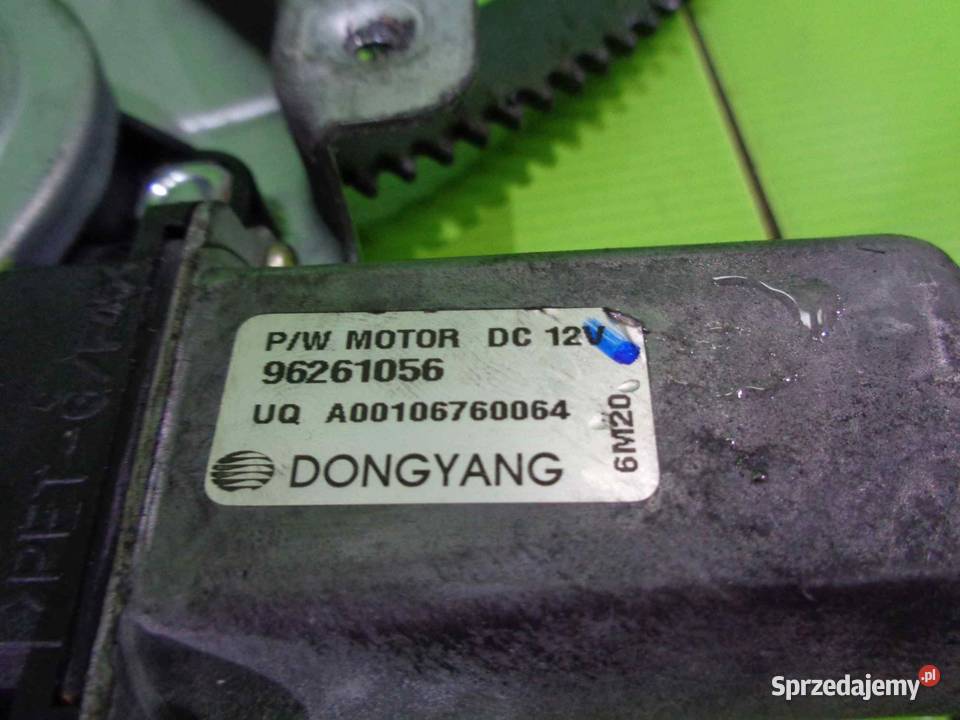 P/W MOTOR DC 12V
96261056
UQ A00106760064
6M20
DONGYANG
Sprzedajemy.pl